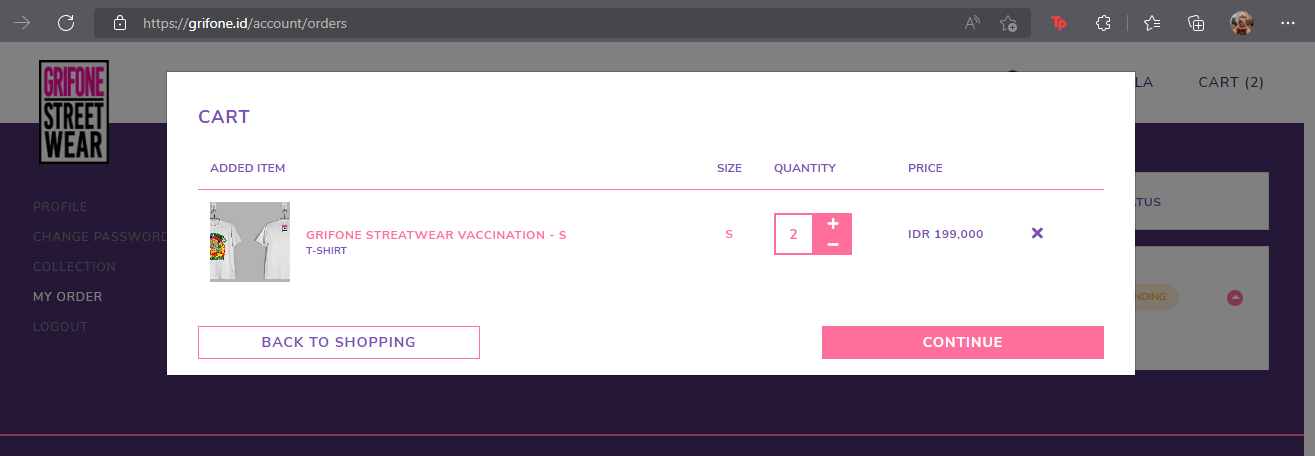 https://grifone.id/account/orders
GRIFONE
STREET
WEAR
LA
CART (2)
CART
ADDED ITEM
SIZE
QUANTITY
PRICE
GRIFONE STREATWEAR VACCINATION - S
T-SHIRT
S
2
IDR 199,000
BACK TO SHOPPING
CONTINUE
PROFILE
CHANGE PASSWORD
COLLECTION
MY ORDER
LOGOUT
TUS
NDING